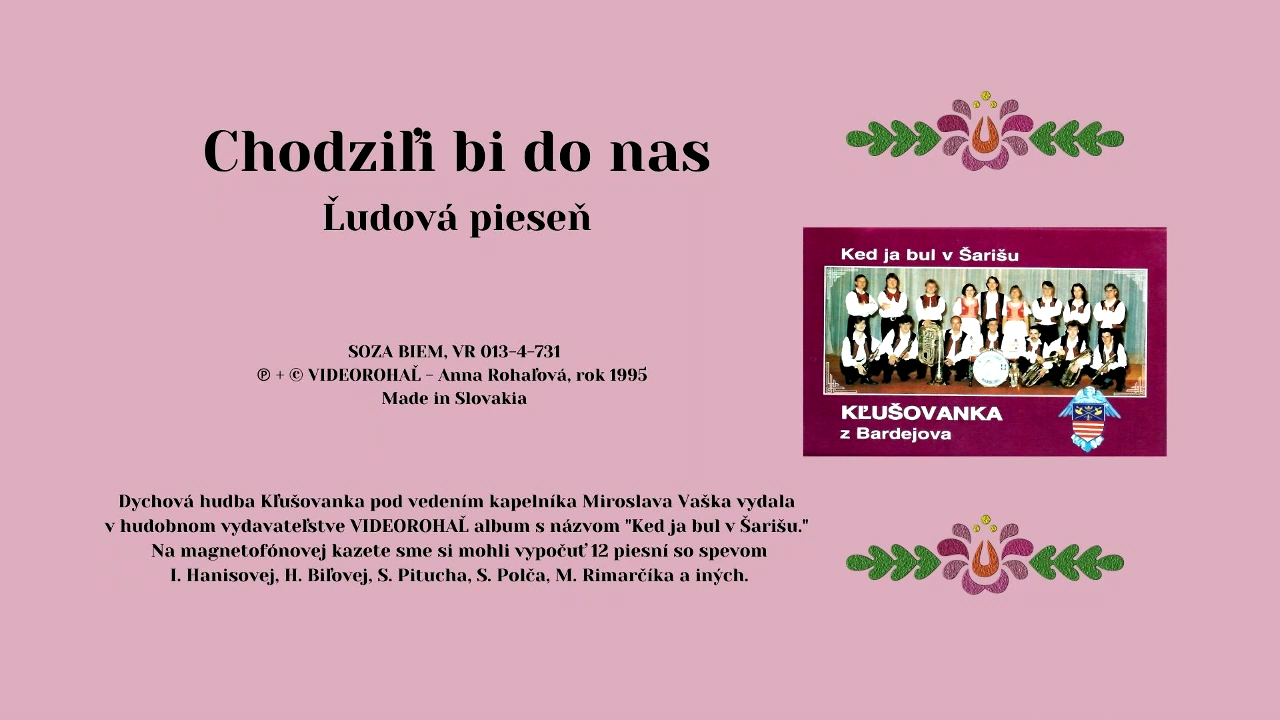 Chodziľi bi do nas
Ľudová pieseň
SOZA BIEM, VR 013-4-731
℗ + © VIDEOROHAĽ - Anna Rohaľová, rok 1995
Made in Slovakia
Dychová hudba Kľušovanka pod vedením kapelníka Miroslava Vaška vydala
v hudobnom vydavateľstve VIDEOROHAĽ album s názvom "Ked ja bul v Šarišu."
Na magnetofónovej kazete sme si mohli vypočuť 12 piesní so spevom
I. Hanisovej, H. Biľovej, S. Pitucha, S. Polča, M. Rimarčíka a iných.
Ked ja bul v Šarišu
KĽUŠOVANKA
z Bardejova